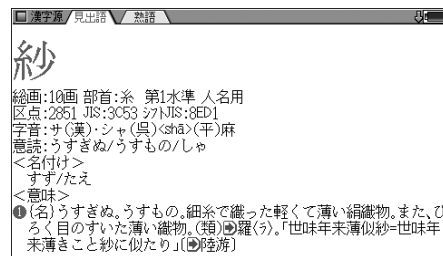 漢字源 見出語 熟語
紗
総画:10画 部首:糸 第1水準 人名用
区点:2851 JIS:3C53 シフトJIS:8ED1
字音:サ(漢)・シャ(呉)〈shā〉(平)麻
意読:うすぎぬ/うすもの/しゃ
<名付け>
すず/たえ
<意味>
❶{名}うすぎぬ。うすもの。細糸で織った軽くて薄い絹織物。また、ひ
ろく目のすいた薄い織物。(類)羅(ラ)。「世味年来薄似紗=世味年
来薄きこと紗に似たり」(陸游)